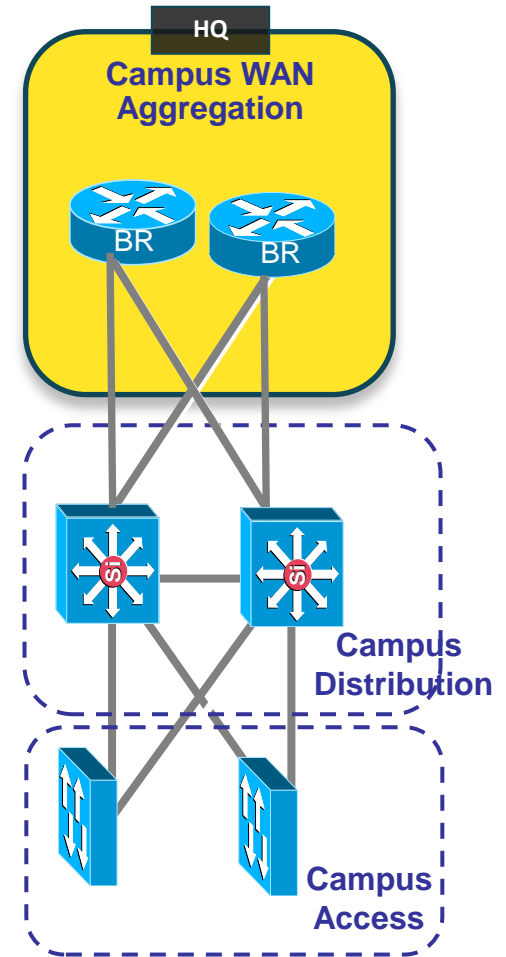 HQ
Campus WAN
Aggregation
BR
BR
Si
Si
Campus
Distribution
Campus
Access